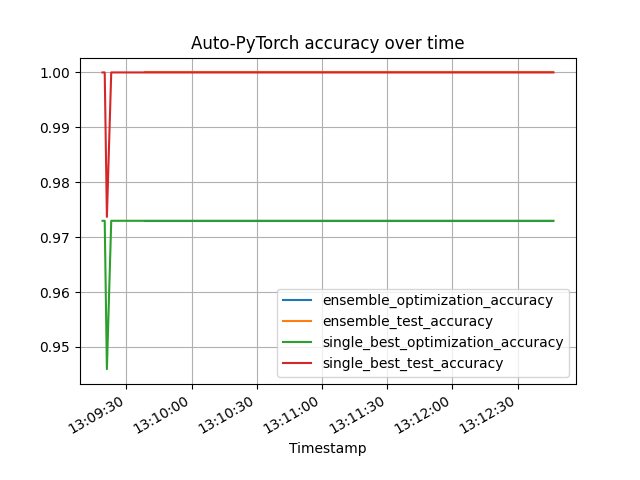 Auto-PyTorch accuracy over time
1.00
0.99
0.98
0.97
0.96
0.95
ensemble_optimization_accuracy
ensemble_test_accuracy
single_best_optimization_accuracy
single_best_test_accuracy
13:09:30
13:10:00
13:10:30
13:11:00
13:11:30
13:12:00
13:12:30
Timestamp